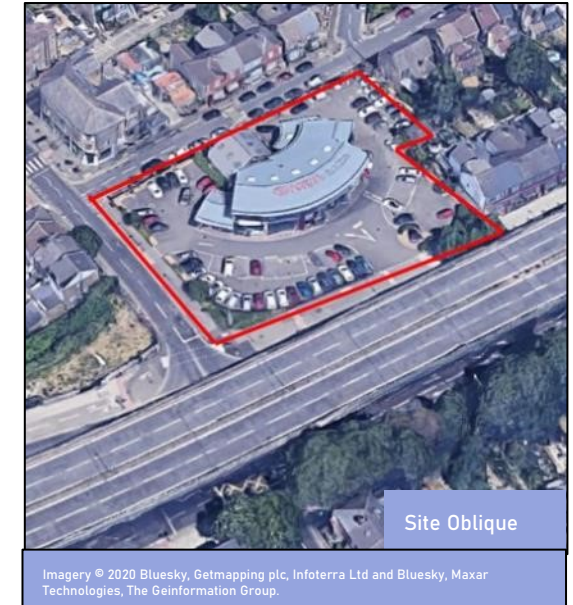 Site Oblique
Imagery © 2020 Bluesky, Getmapping plc, Infoterra Ltd and Bluesky, Maxar
Technologies, The Geinformation Group.